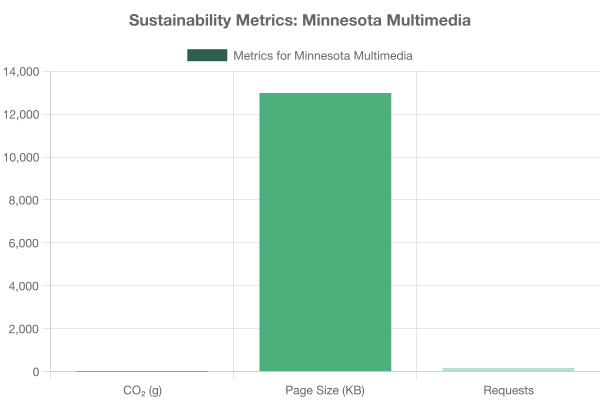 Sustainability Metrics: Minnesota Multimedia
Metrics for Minnesota Multimedia
14,000
12,000
10,000
8,000
6,000
4,000
2,000
0
CO₂ (g)
Page Size (KB)
Requests